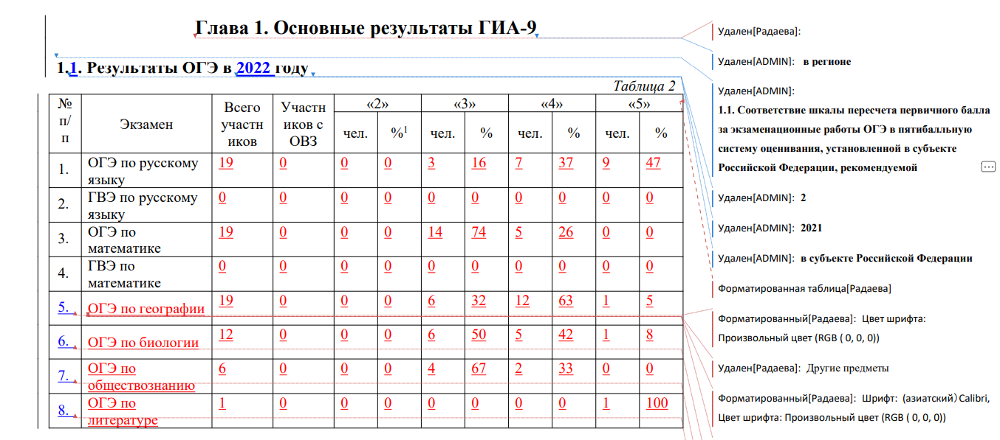 Глава 1. Основные результаты ГИА-9
1.1. Результаты ОГЭ в 2022 году
Таблица 2
№ п/п Экзамен Всего участников Участников с ОВЗ «2» «3» «4» «5»
чел. %1 чел. % чел. % чел. %
1. ОГЭ по русскому языку 19 0 0 0 3 16 7 37 9 47
2. ГВЭ по русскому языку 0 0 0 0 0 0 0 0 0 0
3. ОГЭ по математике 19 0 0 0 14 74 5 26 0 0
4. ГВЭ по математике 0 0 0 0 0 0 0 0 0 0
5. ОГЭ по географии 19 0 0 0 6 32 12 63 1 5
6. ОГЭ по биологии 12 0 0 0 6 50 5 42 1 8
7. ОГЭ по обществознанию 6 0 0 0 4 67 2 33 0 0
8. ОГЭ по литературе 1 0 0 0 0 0 0 0 1 100
Удален[Радаева]:
Удален[ADMIN]: в регионе
Удален[ADMIN]:
1.1. Соответствие шкалы пересчета первичного балла
за экзаменационные работы ОГЭ в пятибалльную
систему оценивания, установленной в субъекте
Российской Федерации, рекомендуемой
Удален[ADMIN]: 2
Удален[ADMIN]: 2021
Удален[ADMIN]: в субъекте Российской Федерации
Форматированная таблица[Радаева]
Форматированный[Радаева]: Цвет шрифта:
Произвольный цвет (RGB ( 0, 0, 0))
Удален[Радаева]: Другие предметы
Форматированный[Радаева]: Шрифт: (азиатский)Calibri,
Цвет шрифта: Произвольный цвет (RGB ( 0, 0, 0))